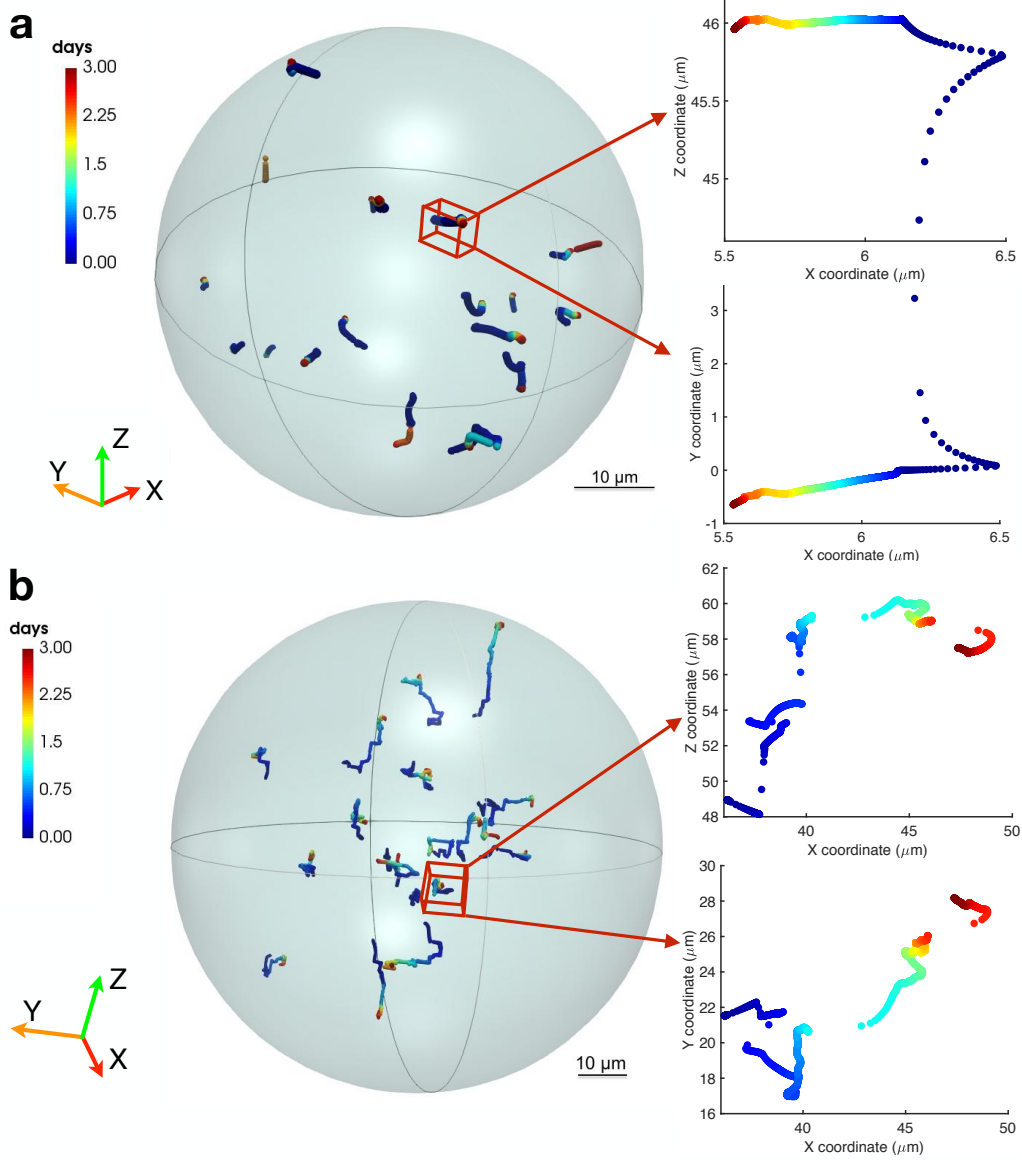 a
days
3.00
2.25
1.5
0.75
0.00
Z
Y
X
10 µm
46
45.5
45
Z coordinate (µm)
5.5 6 6.5
X coordinate (µm)
3
2
1
0
-1
Y coordinate (µm)
5.5 6 6.5
X coordinate (µm)
b
days
3.00
2.25
1.5
0.75
0.00
Z
Y
X
10 µm
62
60
58
56
54
52
50
48
Z coordinate (µm)
40 45 50
X coordinate (µm)
30
28
26
24
22
20
18
16
Y coordinate (µm)
40 45 50
X coordinate (µm)